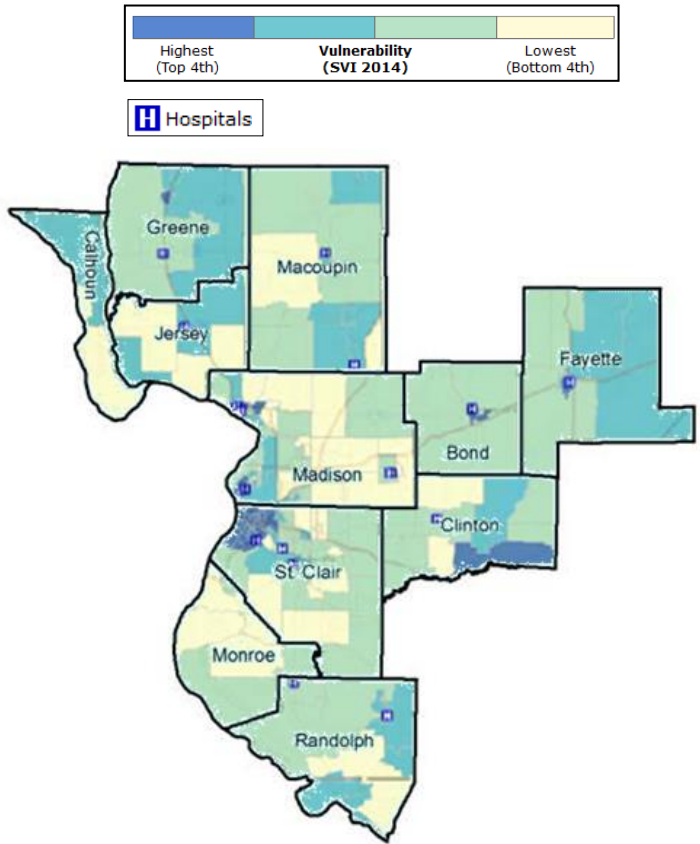 Highest
(Top 4th)
Vulnerability
(SVI 2014)
Lowest
(Bottom 4th)
H Hospitals
Greene
Calhoun
Macoupin
Jersey
Fayette
Bond
Madison
Clinton
St. Clair
Monroe
Randolph